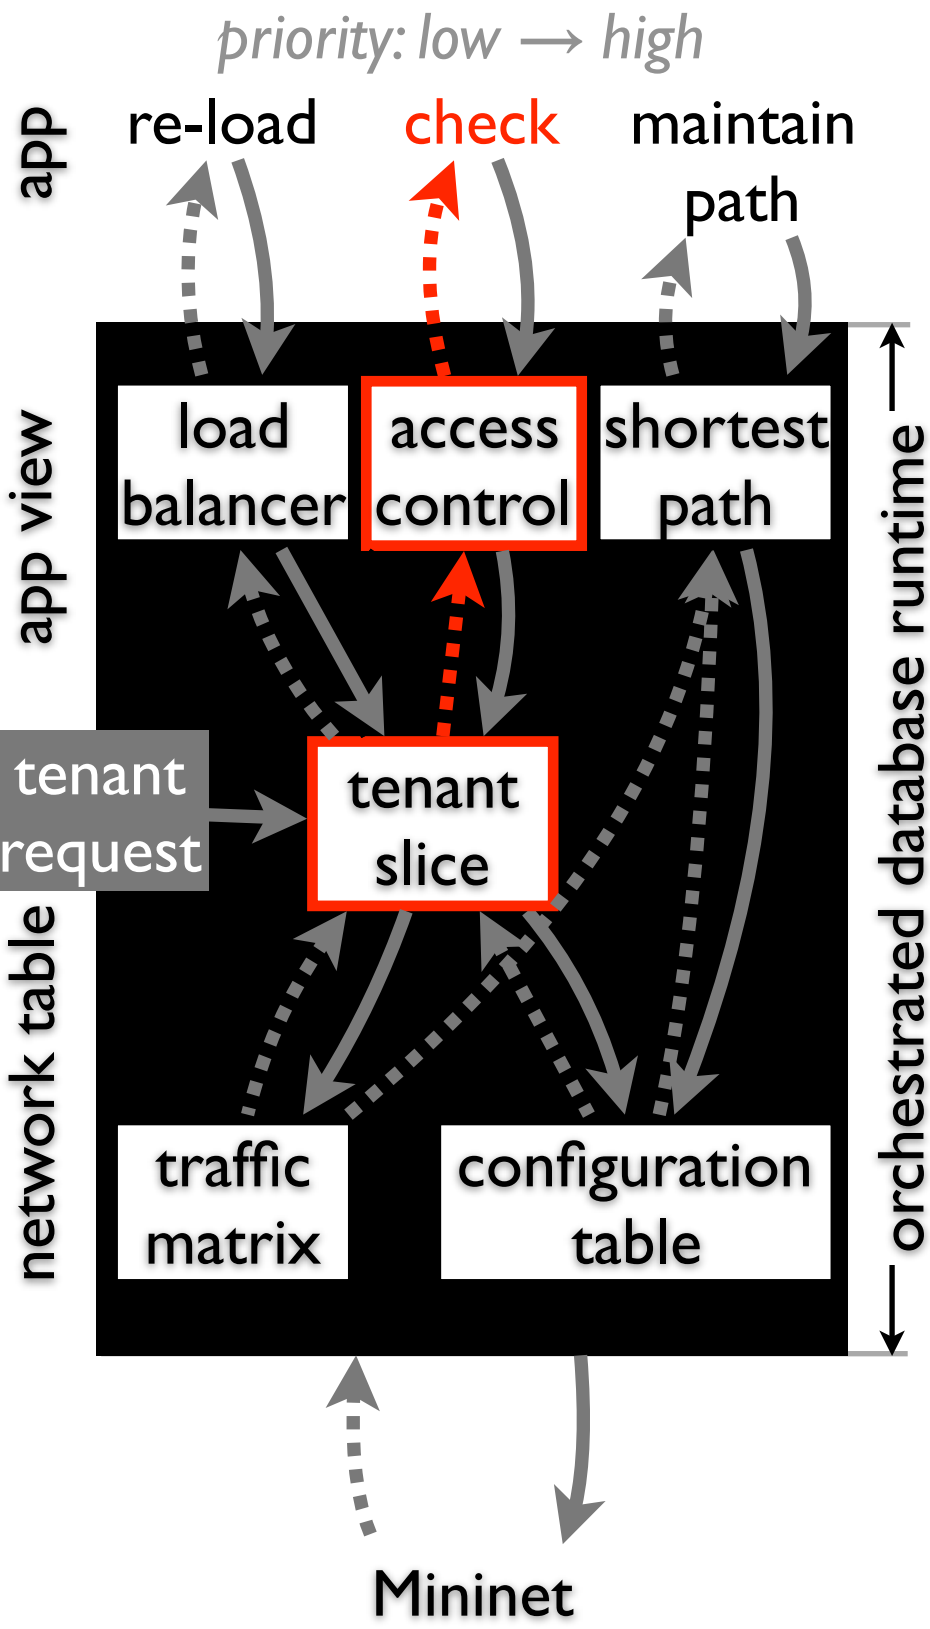 priority: low → high
app
re-load
check
maintain
path
app view
load
balancer
access
control
shortest
path
tenant
request
tenant
slice
network table
traffic
matrix
configuration
table
orchestrated database runtime
Mininet